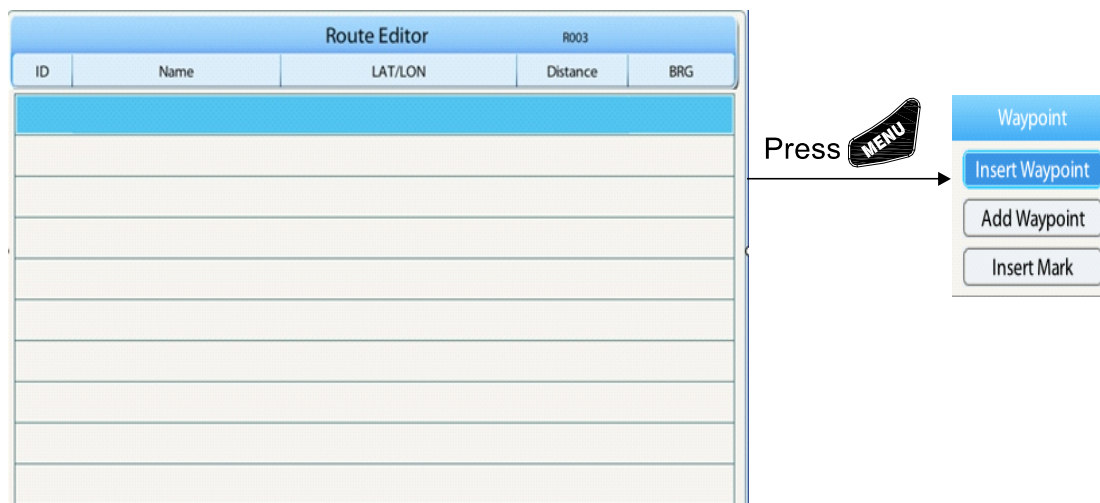 Route Editor R003
ID Name LAT/LON Distance BRG
Press MENU
Waypoint
Insert Waypoint
Add Waypoint
Insert Mark